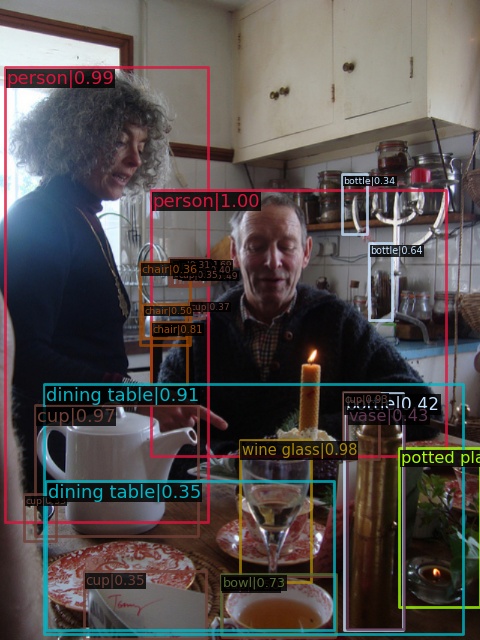 person|0.99
person|1.00
bottle|0.34
bottle|0.64
chair|0.36
cup|0.37
chair|0.50
chair|0.81
dining table|0.91
0.42
cup|0.97
vase|0.43
wine glass|0.98
potted pla
dining table|0.35
cup|0.35
bowl|0.73